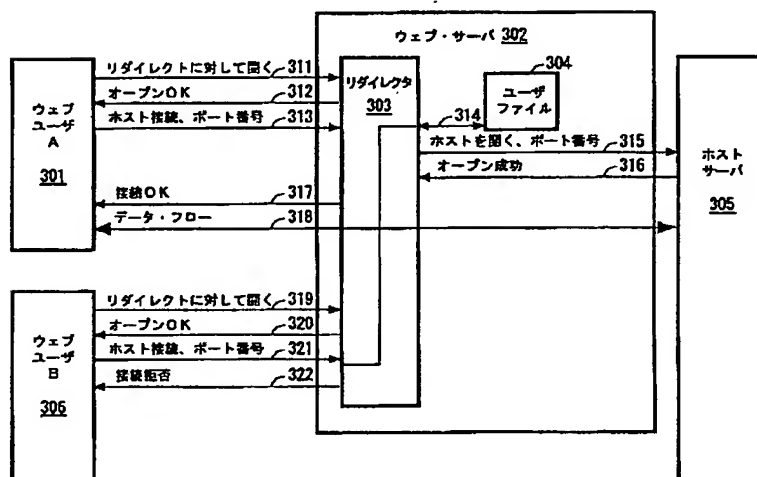 ウェブ・サーバ 302
リダイレクタ
303
304
ユーザ
ファイル
314
ウェブ
ユーザ
A
301
リダイレクトに対して開く 311
オープンOK 312
ホスト接続、ポート番号 313
ホストを開く、ポート番号 315
オープン成功 316
接続OK 317
データ・フロー 318
ホスト
サーバ
305
ウェブ
ユーザ
B
306
リダイレクトに対して開く 319
オープンOK 320
ホスト接続、ポート番号 321
接続拒否 322